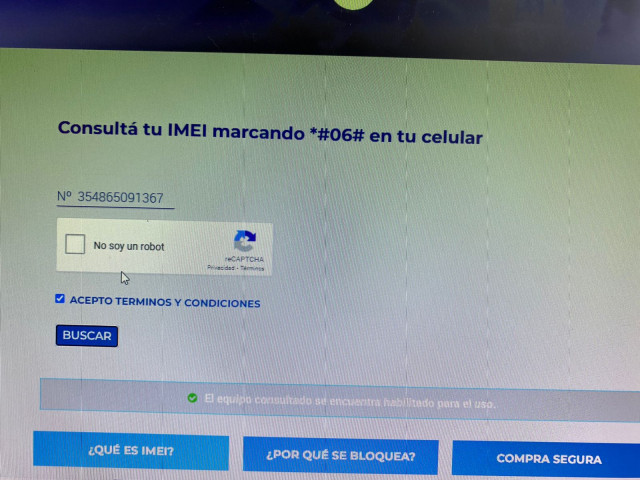 Consultá tu IMEI marcando *#06# en tu celular
Nº 354865091367
No soy un robot
reCAPTCHA
Privacidad - Términos
ACEPTO TERMINOS Y CONDICIONES
BUSCAR
El equipo consultado se encuentra habilitado para el uso.
¿QUÉ ES IMEI?
¿POR QUÉ SE BLOQUEA?
COMPRA SEGURA